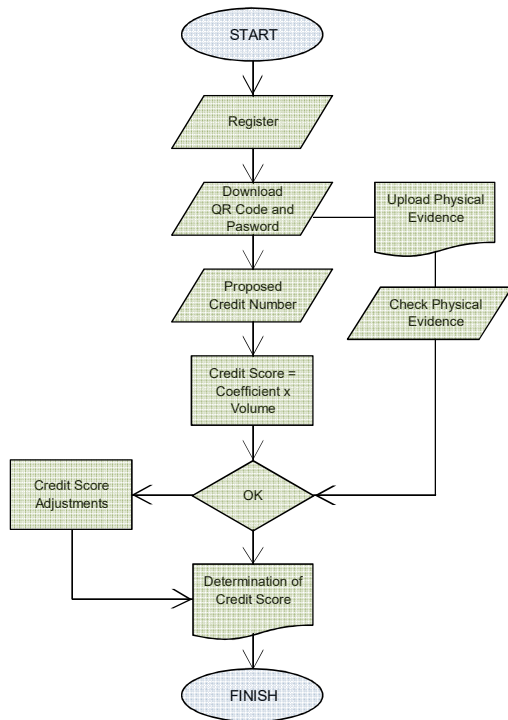 START
Register
Download
QR Code and
Pasword
Upload Physical
Evidence
Proposed
Credit Number
Check Physical
Evidence
Credit Score =
Coefficient x
Volume
Credit Score
Adjustments
OK
Determination of
Credit Score
FINISH